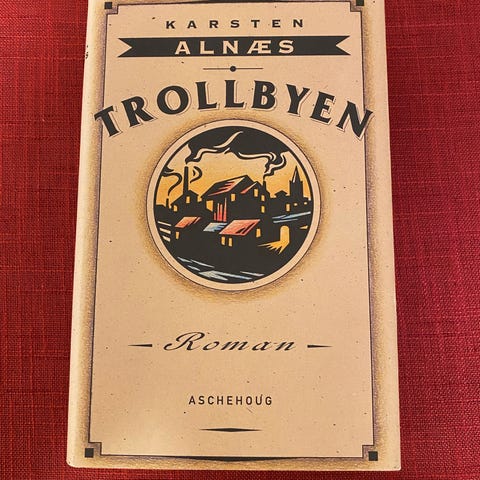 KARSTEN
ALNÆS
TROLLBYEN
Roman
ASCHEHOUG